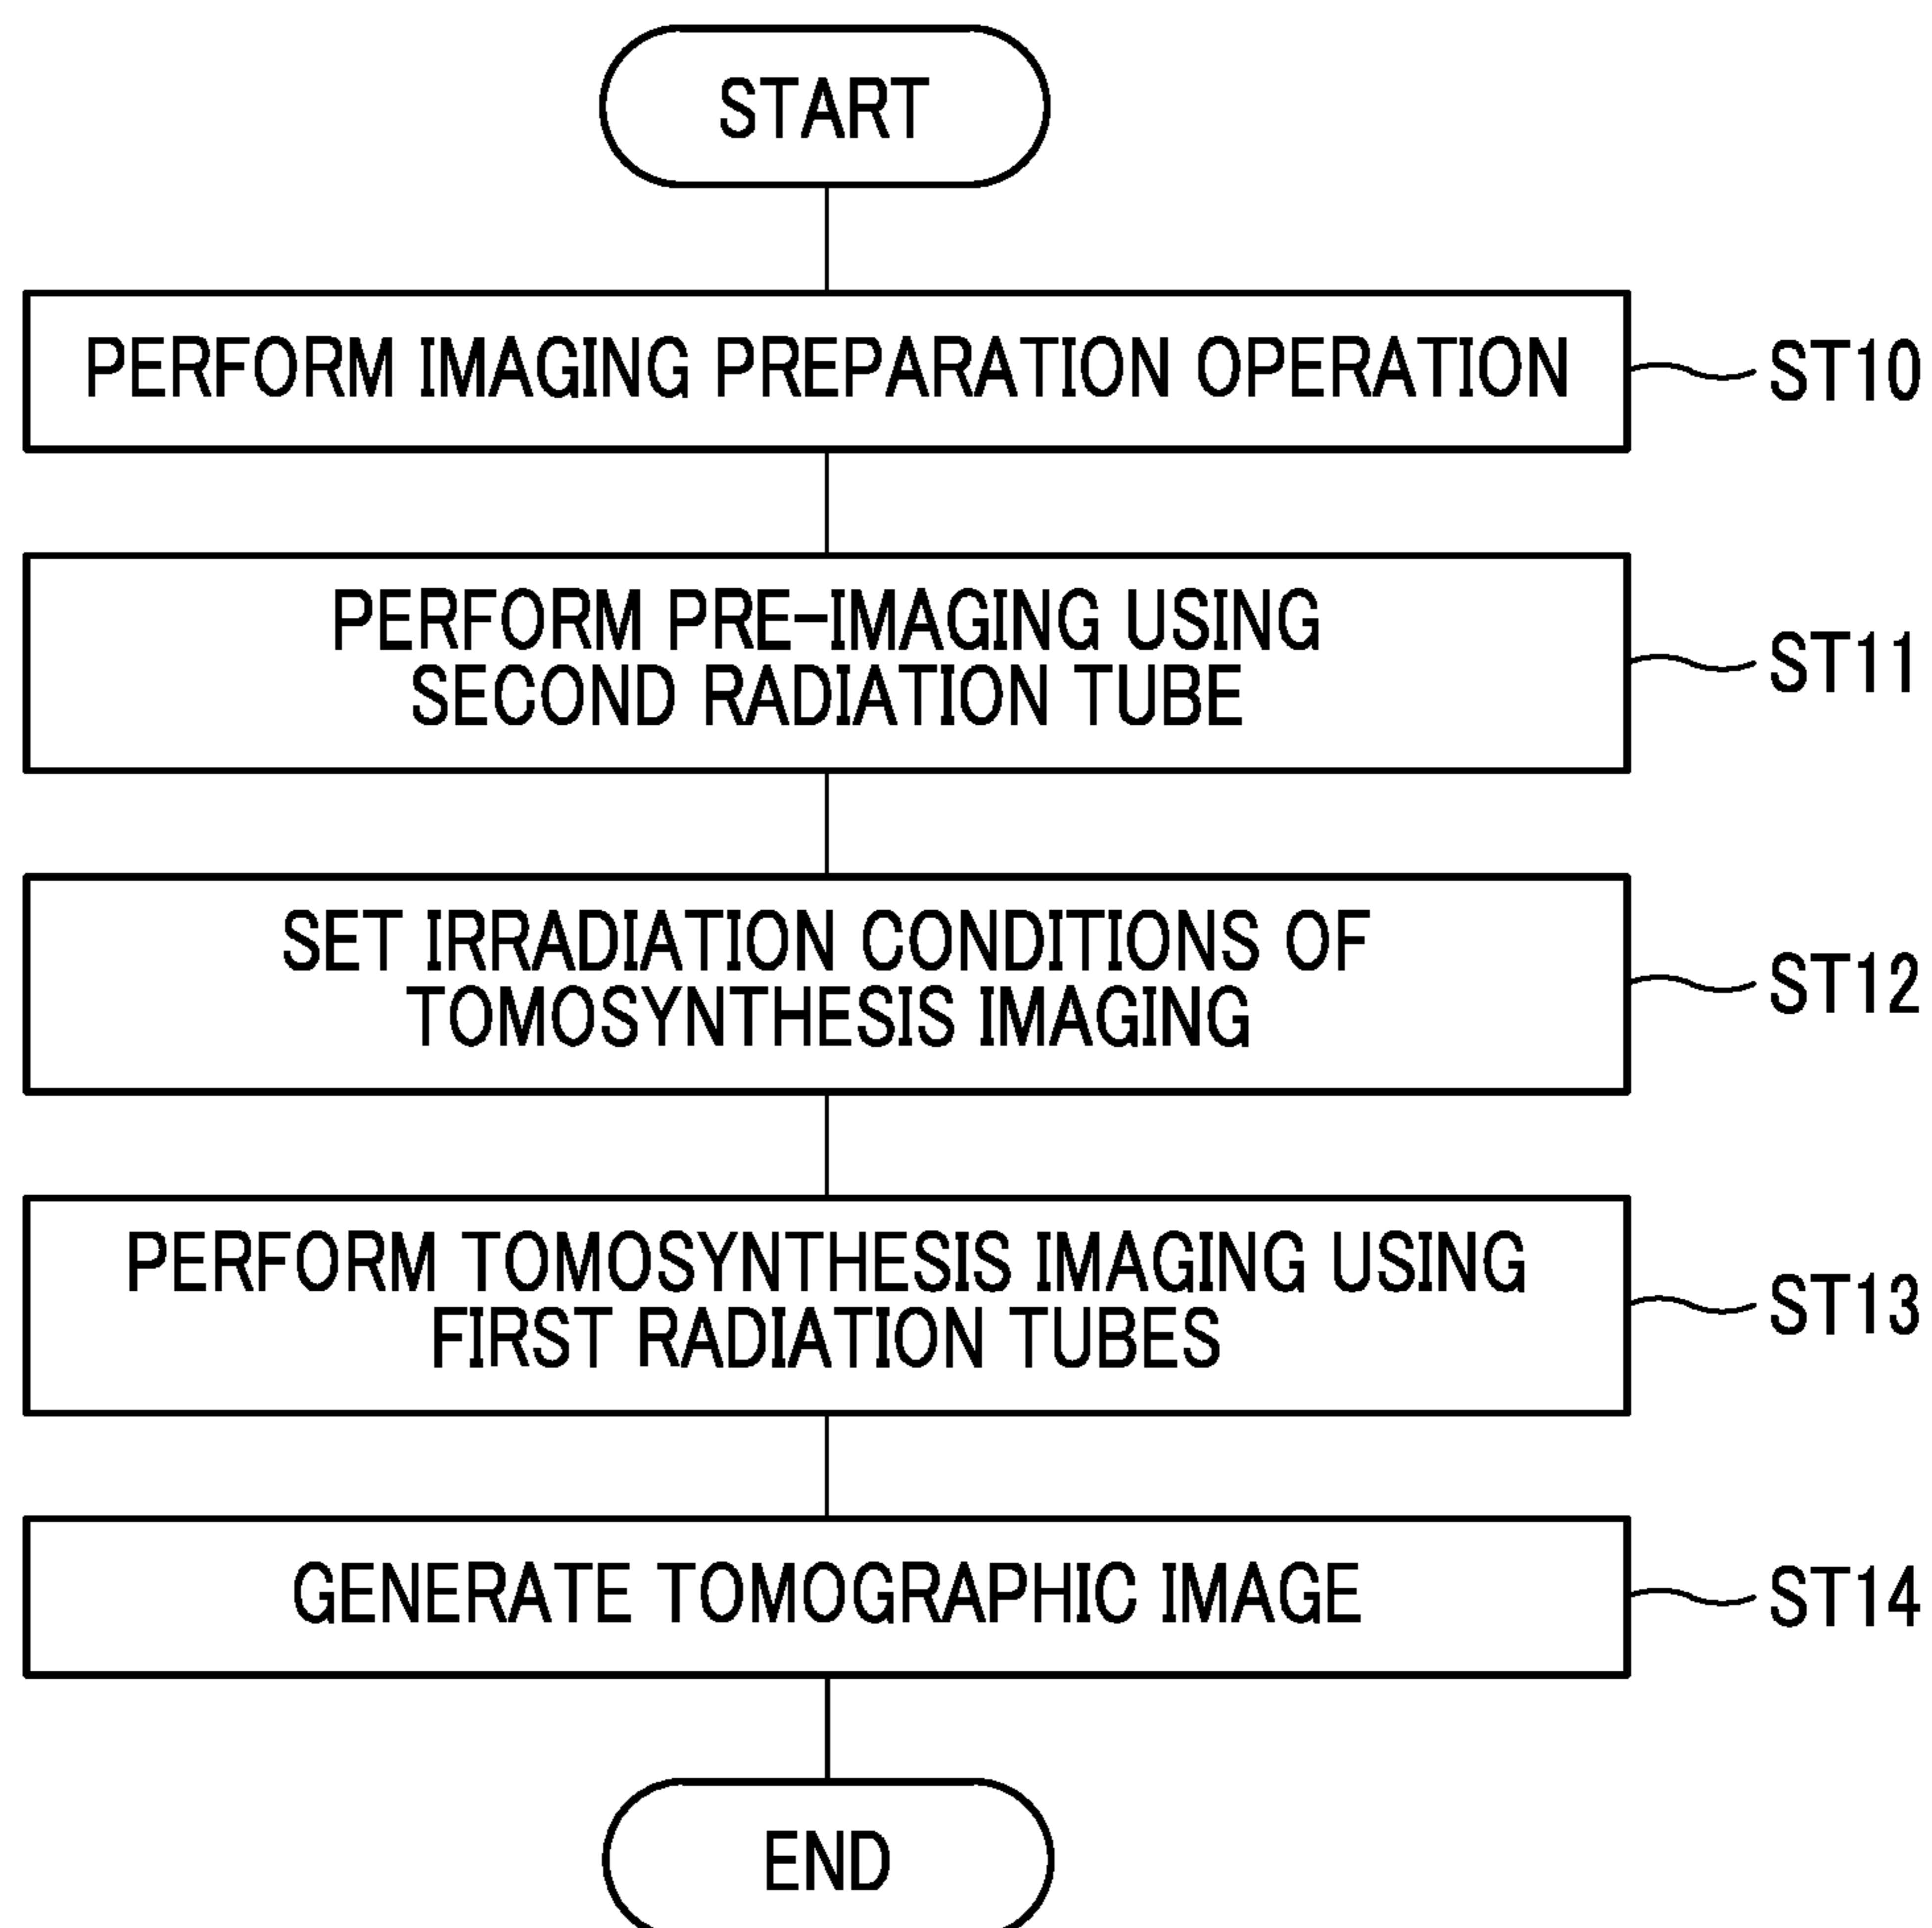 START
PERFORM IMAGING PREPARATION OPERATION
ST10
PERFORM PRE-IMAGING USING
SECOND RADIATION TUBE
ST11
SET IRRADIATION CONDITIONS OF
TOMOSYNTHESIS IMAGING
ST12
PERFORM TOMOSYNTHESIS IMAGING USING
FIRST RADIATION TUBES
ST13
GENERATE TOMOGRAPHIC IMAGE
ST14
END